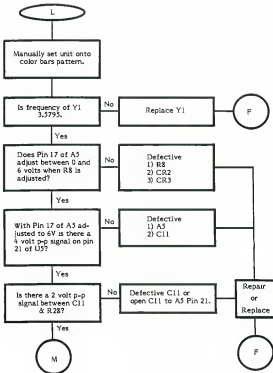 L
Manually set unit onto
color bars pattern.
Is frequency of Y1
3.5795.
No
Replace Y1
F
Yes
Does Pin 17 of A5
adjust between 0 and
6 volts when R8 is
adjusted?
No
Defective
1) R8
2) CR2
3) CR3
Yes
With Pin 17 of A5 ad-
justed to 6V is there a
4 volt p-p signal on pin
21 of U5?
No
Defective
1) A5
2) C11
Yes
Is there a 2 volt p-p
signal between C11
& R28?
No
Defective C11 or
open C11 to A5 Pin 21.
Repair
or
Replace
Yes
M
F